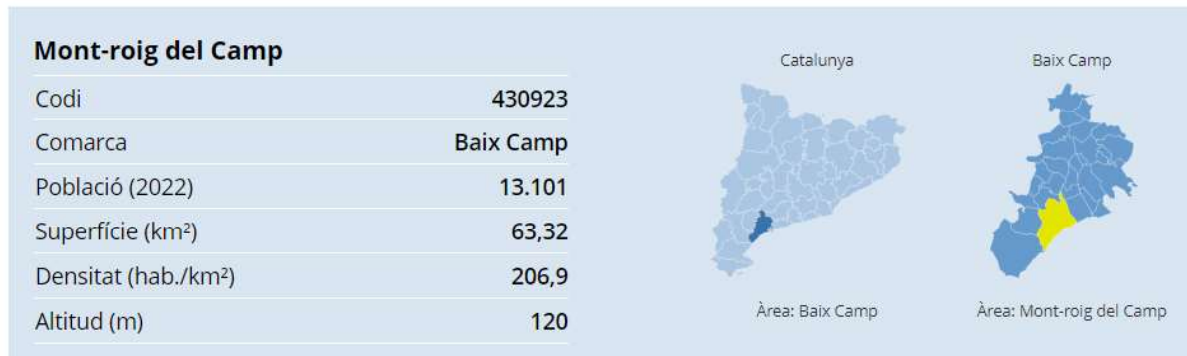 Mont-roig del Camp
Codi 430923
Comarca Baix Camp
Població (2022) 13.101
Superfície (km²) 63,32
Densitat (hab./km²) 206,9
Altitud (m) 120
Catalunya
Àrea: Baix Camp
Baix Camp
Àrea: Mont-roig del Camp